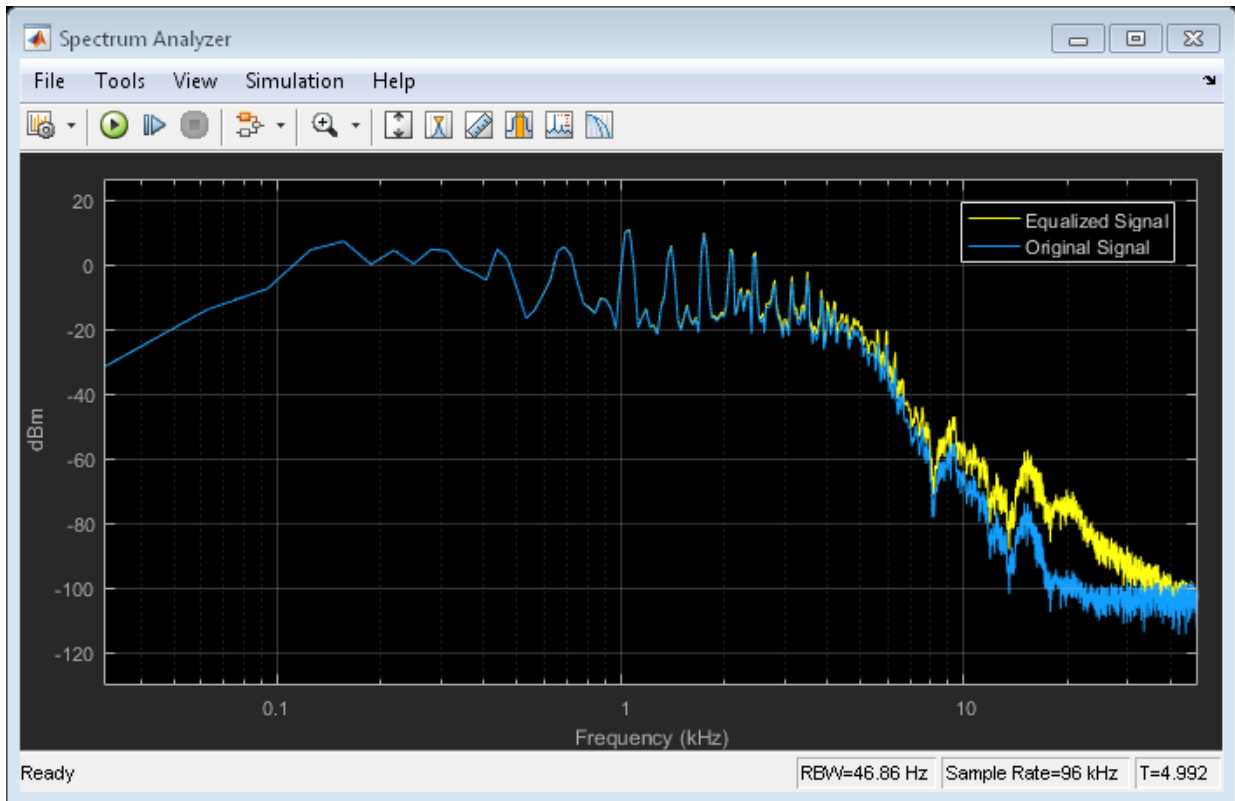 Spectrum Analyzer
File Tools View Simulation Help
20
0
-20
-40
-60
-80
-100
-120
dBm
Equalized Signal
Original Signal
0.1 1 10
Frequency (kHz)
Ready RBW=46.86 Hz Sample Rate=96 kHz T=4.992